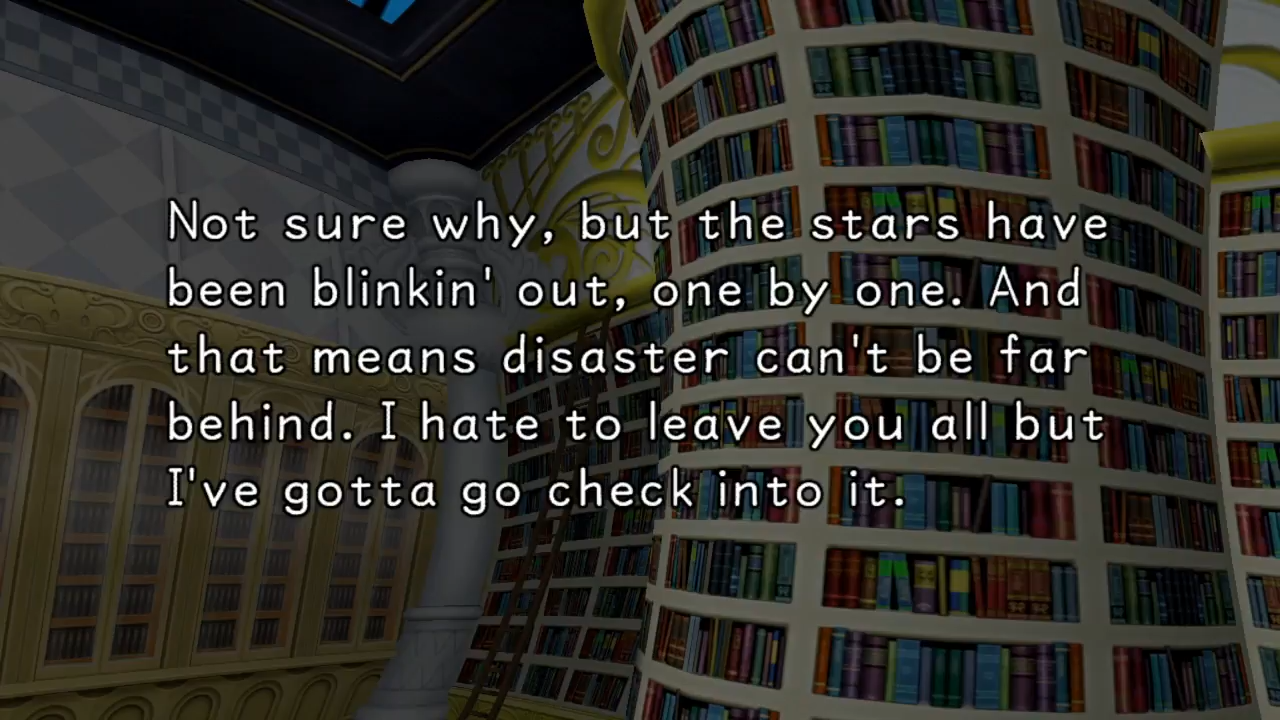 Not sure why, but the stars have
been blinkin' out, one by one. And
that means disaster can't be far
behind. I hate to leave you all but
I've gotta go check into it.